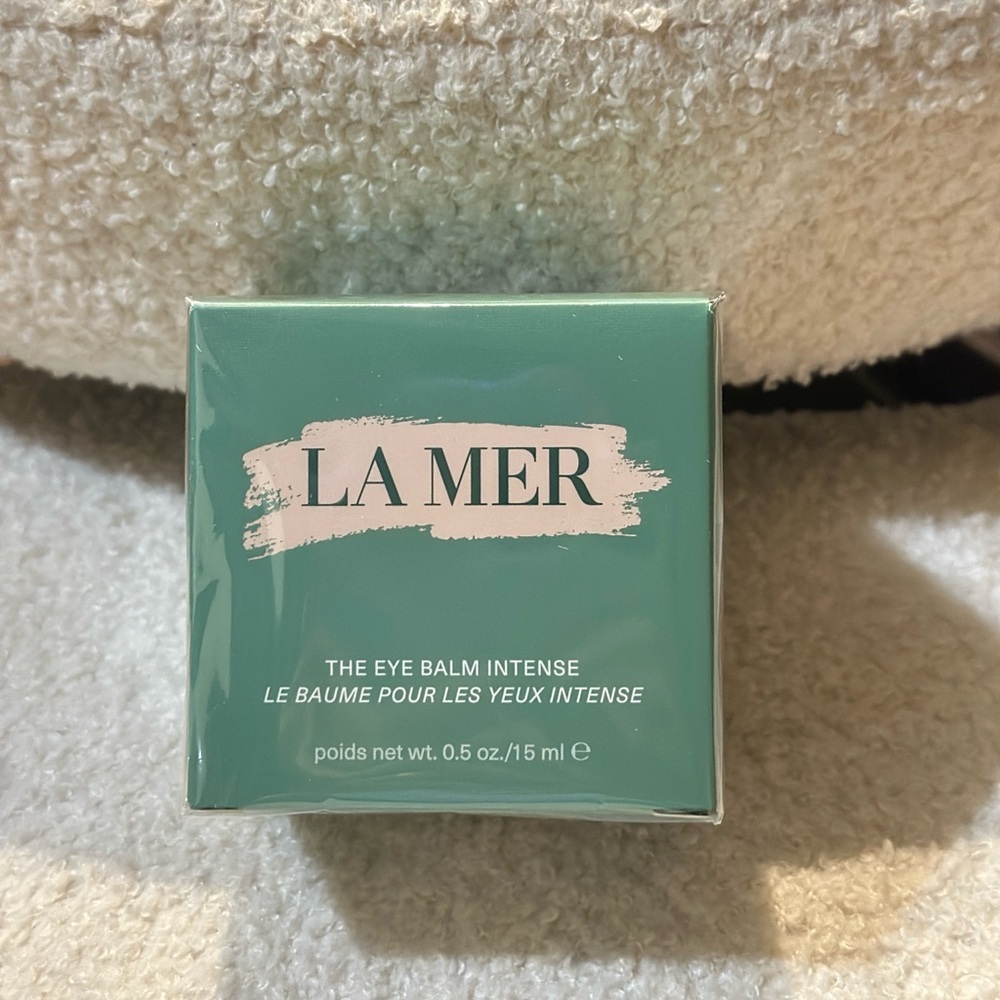 LA MER
THE EYE BALM INTENSE
LE BAUME POUR LES YEUX INTENSE
poids net wt. 0.5 oz./15 ml ℮